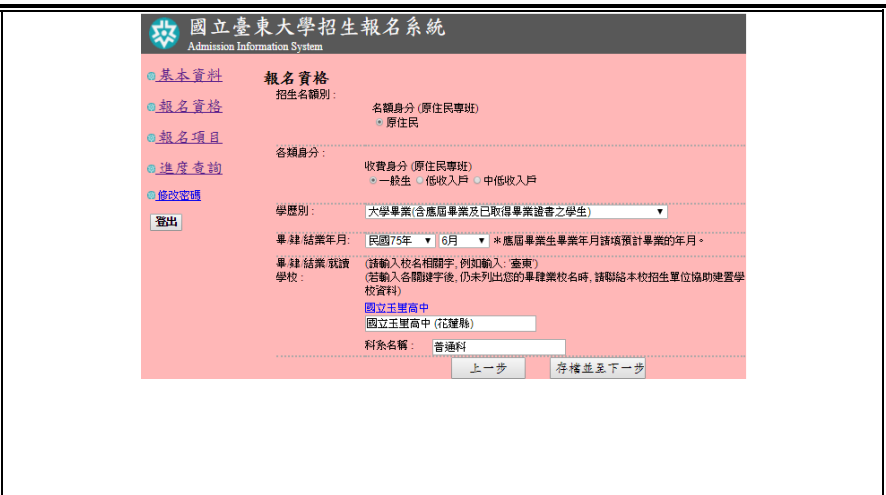 國立臺東大學招生報名系統
Admission Information System
基本資料
報名資格
報名項目
進度查詢
修改密碼
登出
報名資格
招生名額別：
名額身分(原住民專班)
原住民
各類身分：
收費身分(原住民專班)
一般生 低收入戶 中低收入戶
學歷別： 大學畢業(含應屆畢業及已取得畢業證書之學生)
畢/肄/結業年月: 民國75年 6月 ＊應屆畢業生畢業年月請填預計畢業的年月。
畢/肄/結業/就讀學校：
(請輸入校名相關字,例如輸入:'臺東')
(若輸入各關鍵字後,仍未列出您的畢肄業校名時,請聯絡本校招生單位協助建置學
校資料)
國立玉里高中
國立玉里高中 (花蓮縣)
科系名稱： 普通科
上一步 存檔並至下一步